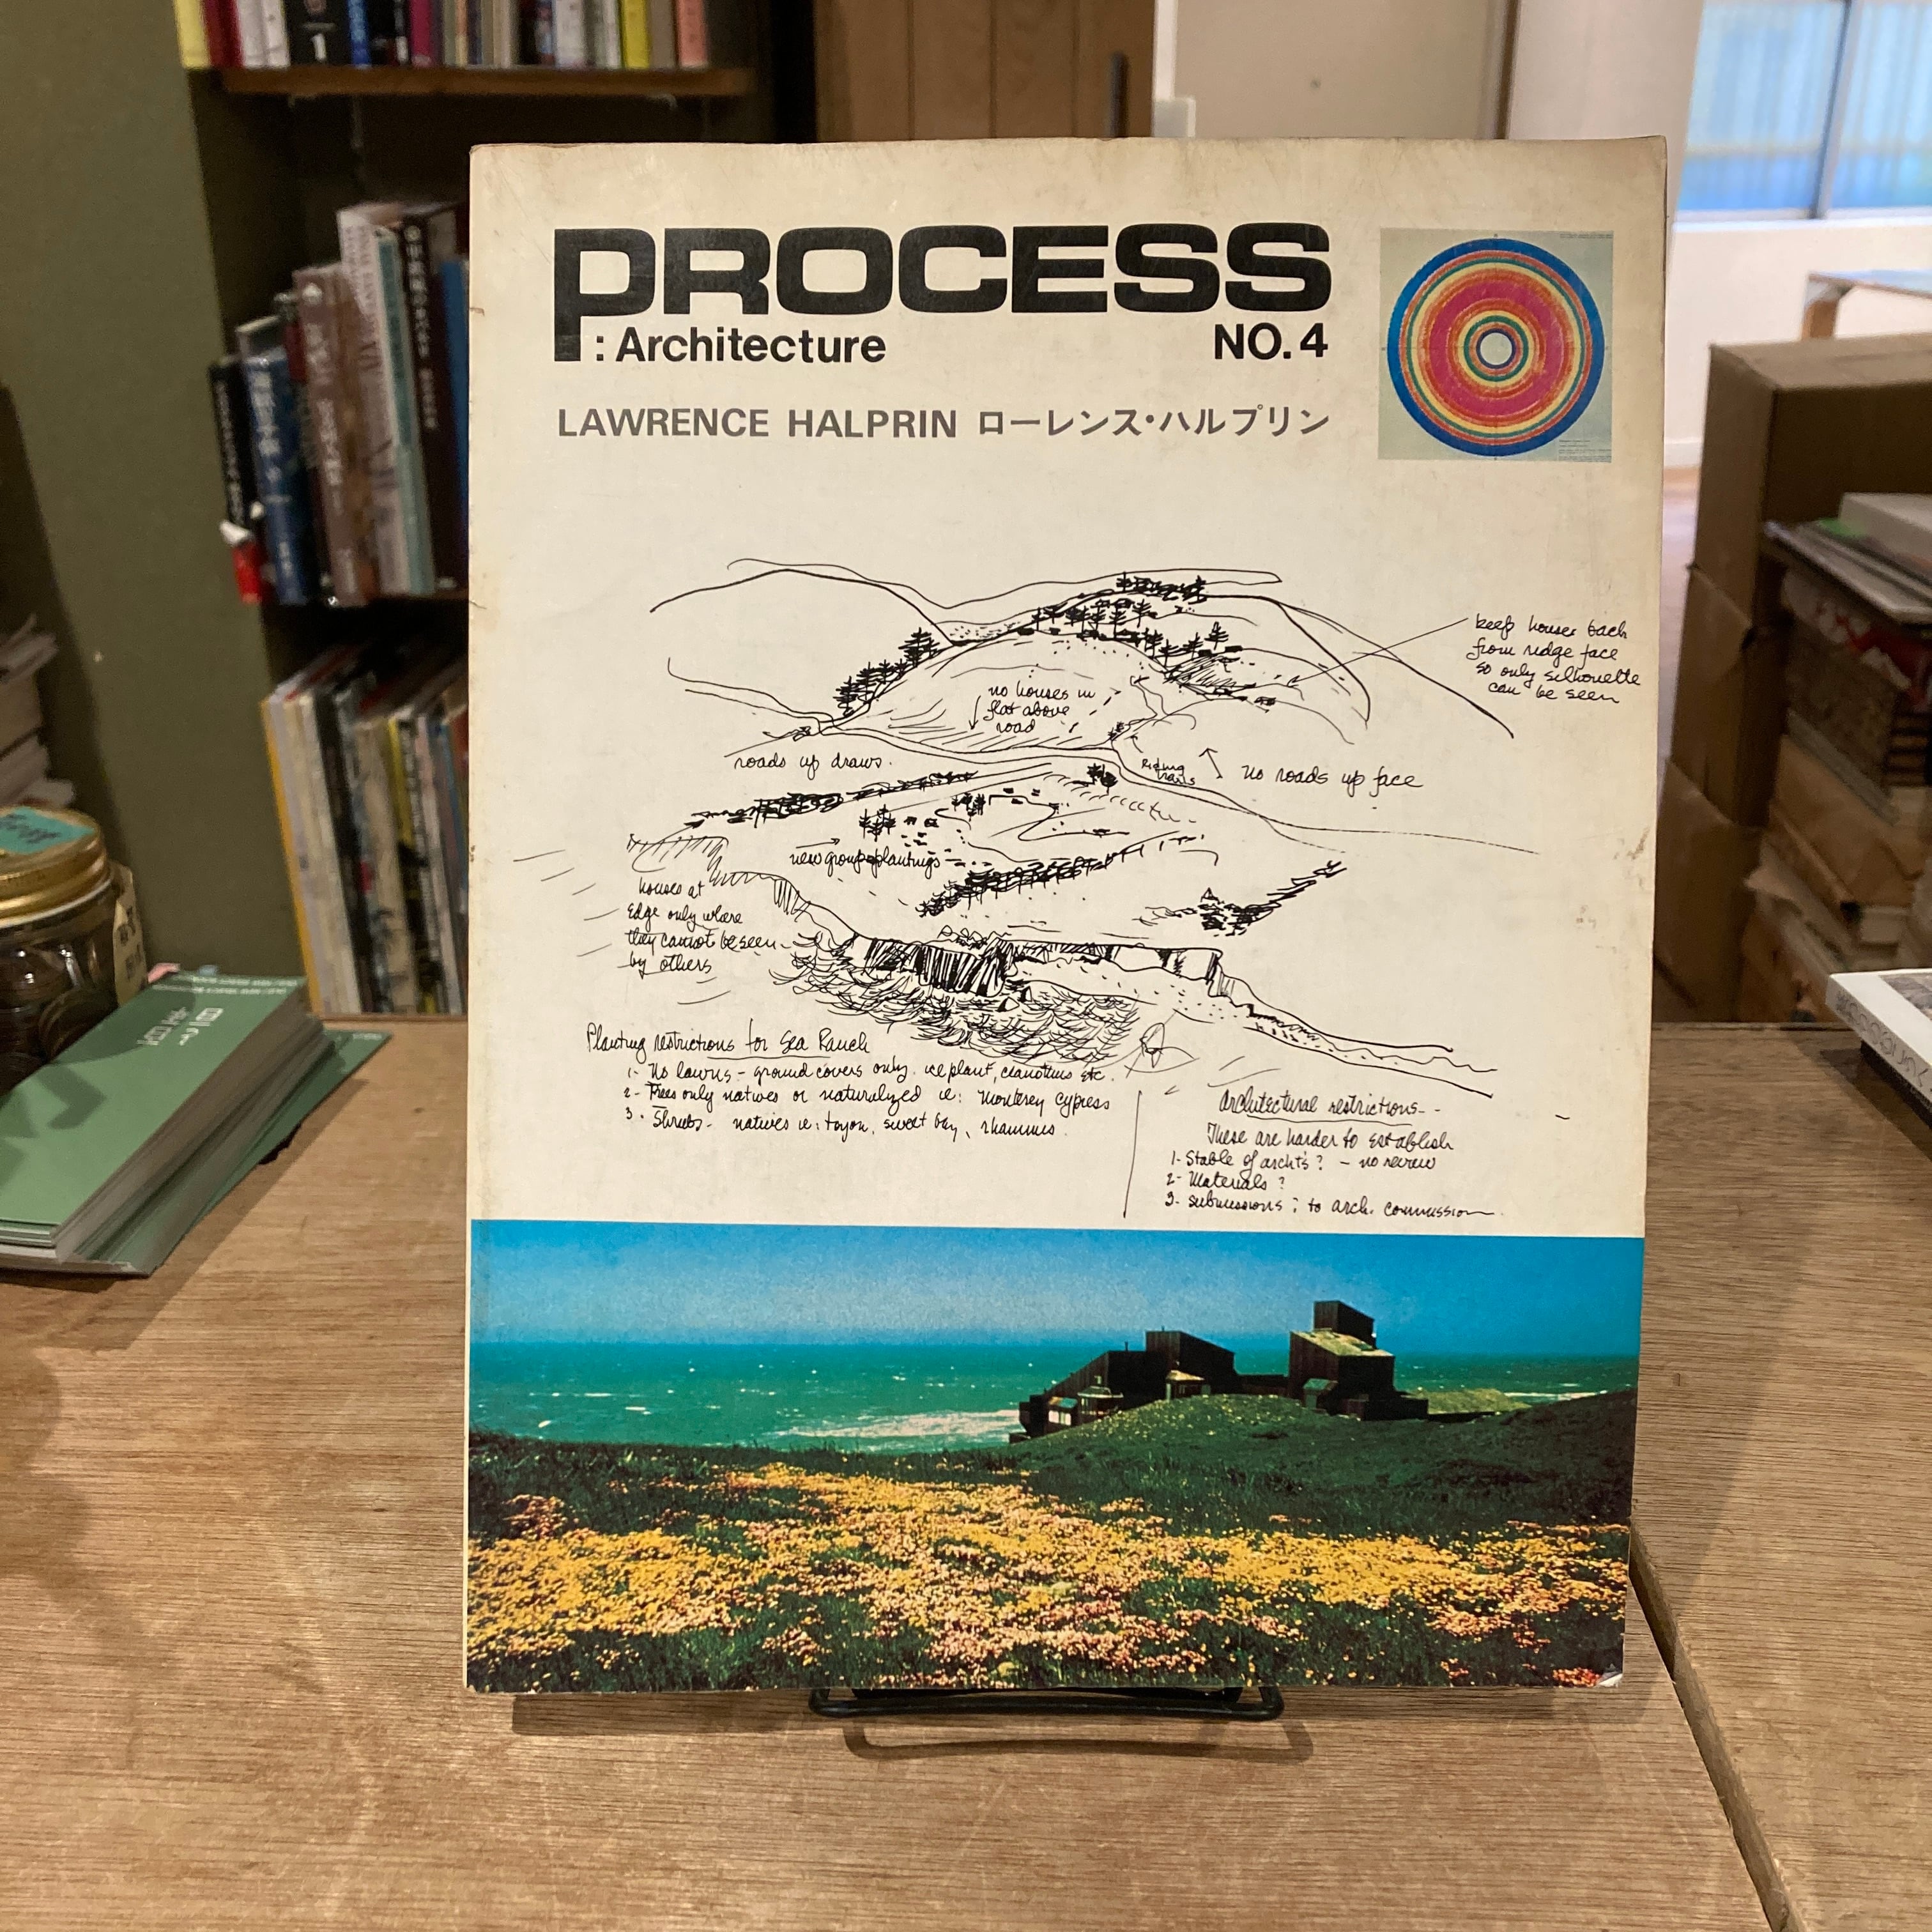 PROCESS
: Architecture NO. 4
LAWRENCE HALPRIN ローレンス・ハルプリン
keep houses back
from ridge face
so only silhouette
can be seen
no houses in
flat above
road
roads up draws.
Riding
trails
no roads up face
new group plantings
houses at
edge only where
they cannot be seen
by others
Planting restrictions for Sea Ranch
1- No lawns - ground covers only. ice plant, ceanothus etc.
2- Trees only natives or naturalized ie: Monterey cypress
3. Shrubs- natives ie: toyon, sweet bay, rhamnus.
Architectural restrictions--
These are harder to establish
1- Stable of archts? - no review
2- Materials?
3- submissions: to arch. commission